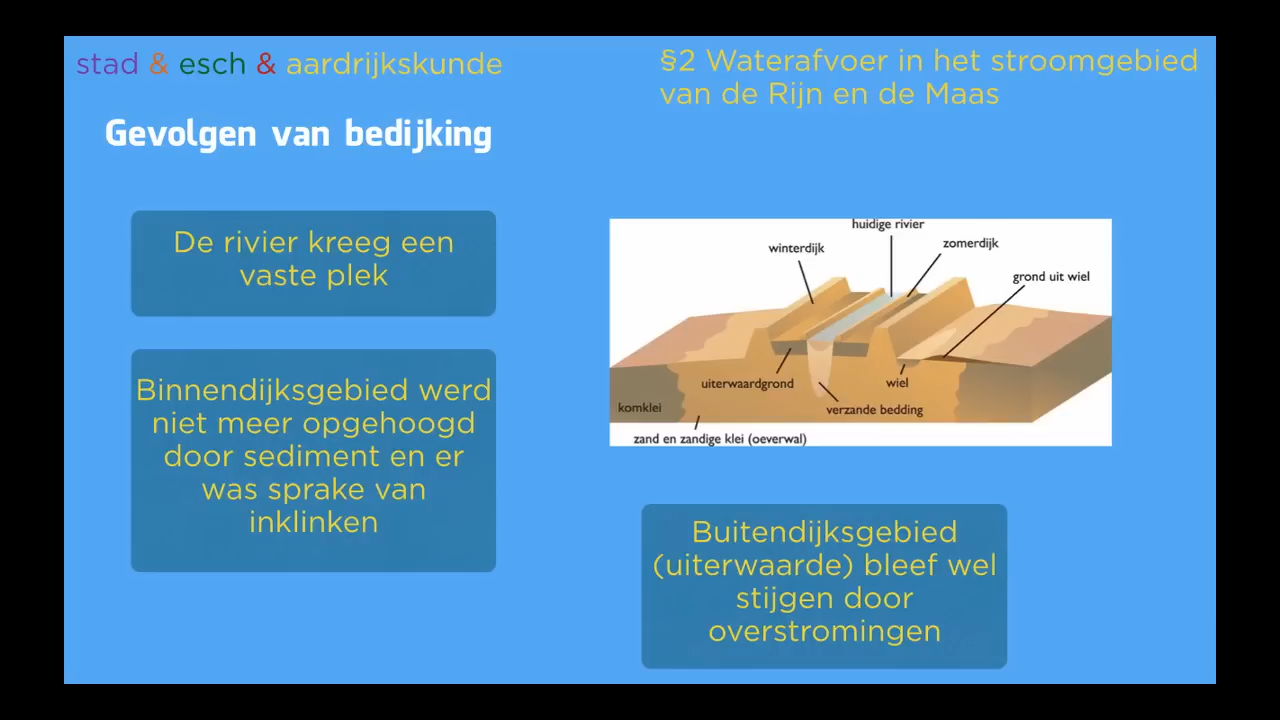 stad & esch & aardrijkskunde
§2 Waterafvoer in het stroomgebied
van de Rijn en de Maas
Gevolgen van bedijking
De rivier kreeg een
vaste plek
Binnendijksgebied werd
niet meer opgehoogd
door sediment en er
was sprake van
inklinken
huidige rivier
winterdijk
zomerdijk
grond uit wiel
uiterwaardgrond
wiel
komklei
verzande bedding
zand en zandige klei (oeverwal)
Buitendijksgebied
(uiterwaarde) bleef wel
stijgen door
overstromingen